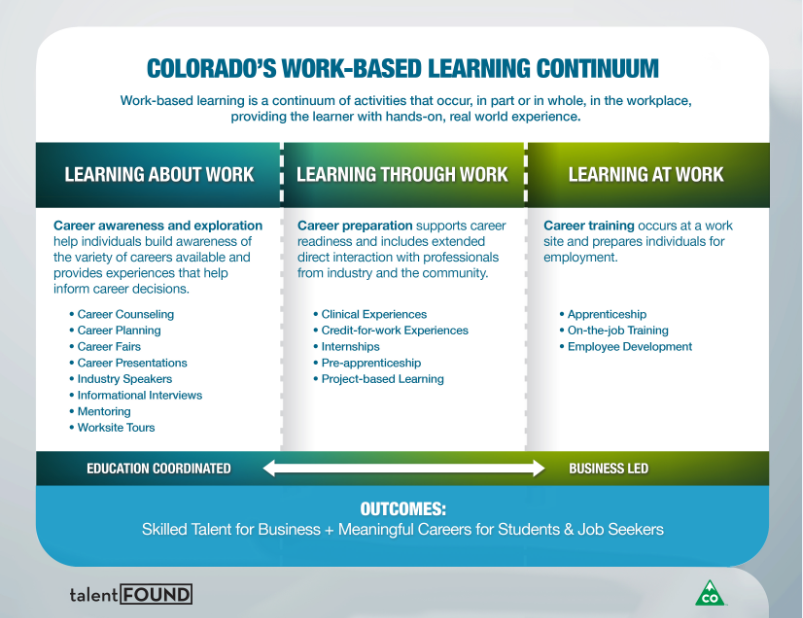 COLORADO'S WORK-BASED LEARNING CONTINUUM
Work-based learning is a continuum of activities that occur, in part or in whole, in the workplace,
providing the learner with hands-on, real world experience.
LEARNING ABOUT WORK
Career awareness and exploration
help individuals build awareness of
the variety of careers available and
provides experiences that help
inform career decisions.
• Career Counseling
• Career Planning
• Career Fairs
• Career Presentations
• Industry Speakers
• Informational Interviews
• Mentoring
• Worksite Tours
LEARNING THROUGH WORK
Career preparation supports career
readiness and includes extended
direct interaction with professionals
from industry and the community.
• Clinical Experiences
• Credit-for-work Experiences
• Internships
• Pre-apprenticeship
• Project-based Learning
LEARNING AT WORK
Career training occurs at a work
site and prepares individuals for
employment.
• Apprenticeship
• On-the-job Training
• Employee Development
EDUCATION COORDINATED
BUSINESS LED
OUTCOMES:
Skilled Talent for Business + Meaningful Careers for Students & Job Seekers
talent FOUND
CO